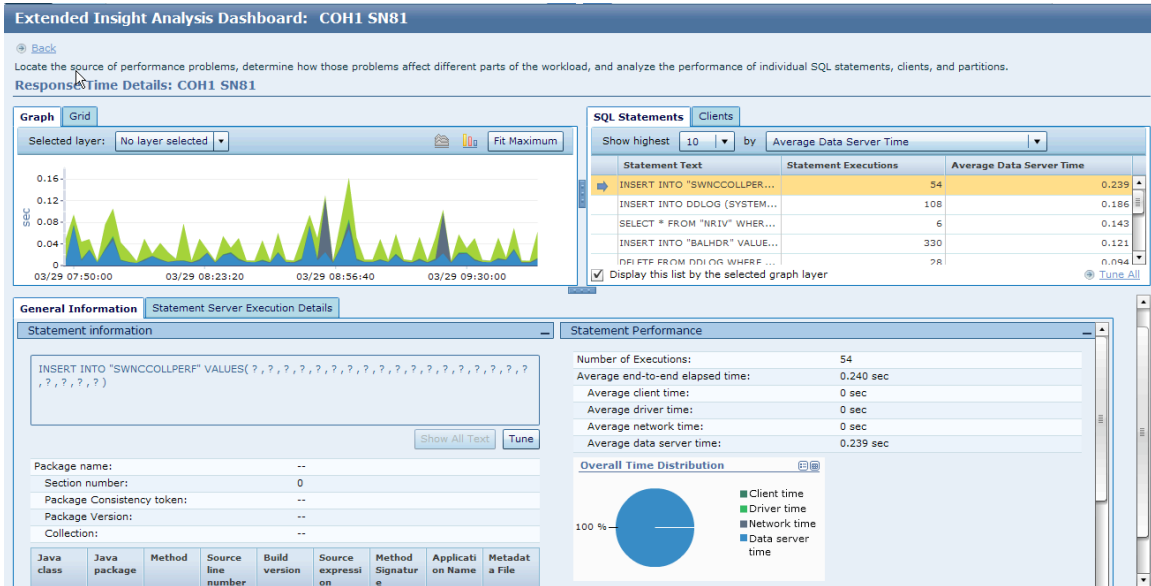 Extended Insight Analysis Dashboard: COH1 SN81
Back
Locate the source of performance problems, determine how those problems affect different parts of the workload, and analyze the performance of individual SQL statements, clients, and partitions.
Response Time Details: COH1 SN81
Graph Grid
Selected layer: No layer selected Fit Maximum
sec
0.16
0.12
0.08
0.04
0
03/29 07:50:00 03/29 08:23:20 03/29 08:56:40 03/29 09:30:00
SQL Statements Clients
Show highest 10 by Average Data Server Time
Statement Text Statement Executions Average Data Server Time
INSERT INTO "SWNCCOLLPER... 54 0.239
INSERT INTO DDLOG (SYSTEM... 108 0.186
SELECT * FROM "NRIV" WHER... 6 0.143
INSERT INTO "BALHDR" VALUE... 330 0.121
DELETE FROM DDLOG WHERE ... 28 0.094
Display this list by the selected graph layer Tune All
General Information Statement Server Execution Details
Statement information
INSERT INTO "SWNCCOLLPERF" VALUES( ? , ? , ? , ? , ? , ? , ? , ? , ? , ? , ? , ? , ? , ? , ? , ? , ? , ?
, ? , ? , ? , ? )
Show All Text Tune
Package name: --
Section number: 0
Package Consistency token: --
Package Version: --
Collection: --
Java class Java package Method Source line number Build version Source expressi on Method Signatur e Applicati on Name Metadat a File
Statement Performance
Number of Executions: 54
Average end-to-end elapsed time: 0.240 sec
Average client time: 0 sec
Average driver time: 0 sec
Average network time: 0 sec
Average data server time: 0.239 sec
Overall Time Distribution
100 %
Client time
Driver time
Network time
Data server
time